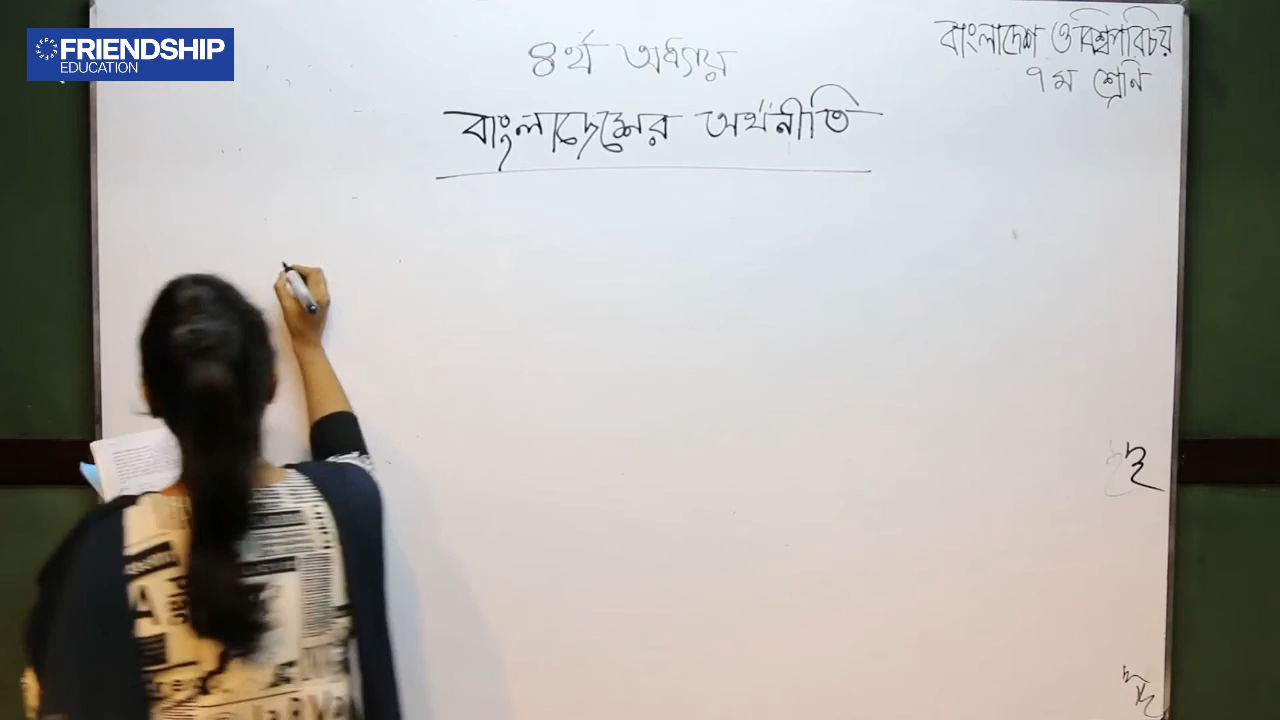 FRIENDSHIP
EDUCATION
বাংলাদেশ ও বিশ্বপরিচয়
৭ম শ্রেণি
৪র্থ অধ্যায়
বাংলাদেশের অর্থনীতি